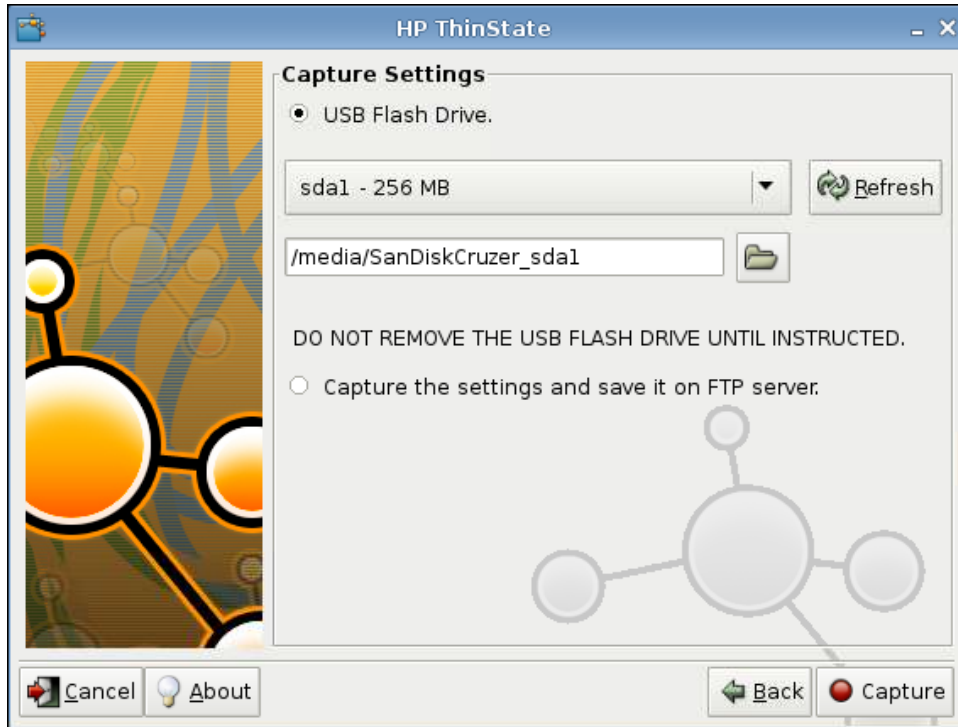 HP ThinState
Capture Settings
USB Flash Drive.
sda1 - 256 MB
Refresh
/media/SanDiskCruzer_sda1
DO NOT REMOVE THE USB FLASH DRIVE UNTIL INSTRUCTED.
Capture the settings and save it on FTP server.
Cancel
About
Back
Capture